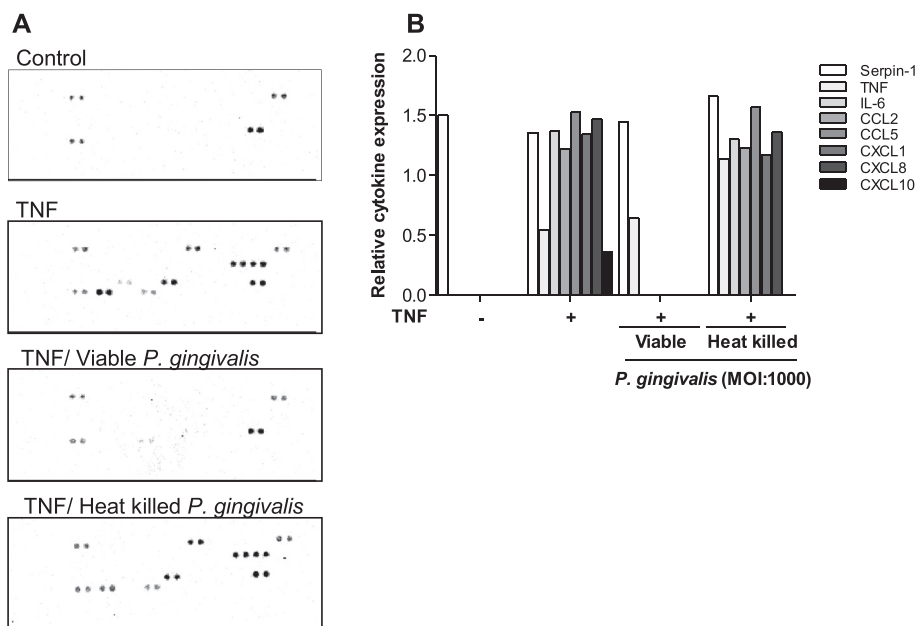 A
Control
TNF
TNF/ Viable P. gingivalis
TNF/ Heat killed P. gingivalis
B
Relative cytokine expression
2.0
1.5
1.0
0.5
0.0
TNF - + + +
Viable Heat killed
P. gingivalis (MOI:1000)
Serpin-1
TNF
IL-6
CCL2
CCL5
CXCL1
CXCL8
CXCL10